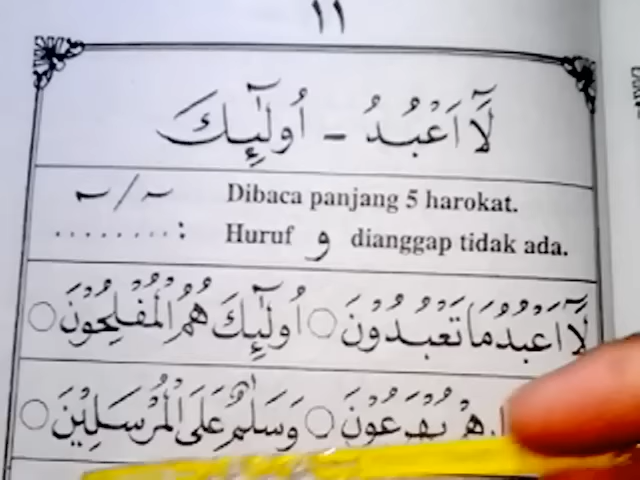 ١١
لَآ اَعْبُدُ - اُولٰٓئِكَ
~ / ~ Dibaca panjang 5 harokat.
........: Huruf و dianggap tidak ada.
لَآ اَعْبُدُ مَا تَعْبُدُوْنَ ○ اُولٰٓئِكَ هُمُ الْمُفْلِحُوْنَ ○
○ وَسَلٰمٌ عَلَى الْمُرْسَلِيْنَ ○